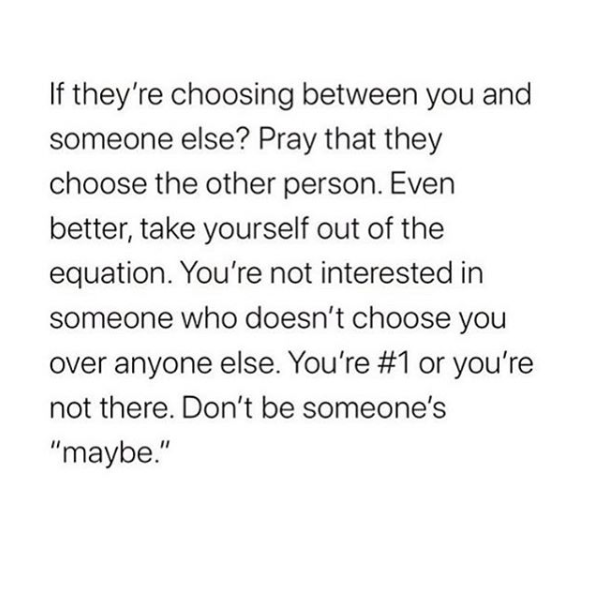 If they're choosing between you and
someone else? Pray that they
choose the other person. Even
better, take yourself out of the
equation. You're not interested in
someone who doesn't choose you
over anyone else. You're #1 or you're
not there. Don't be someone's
"maybe."